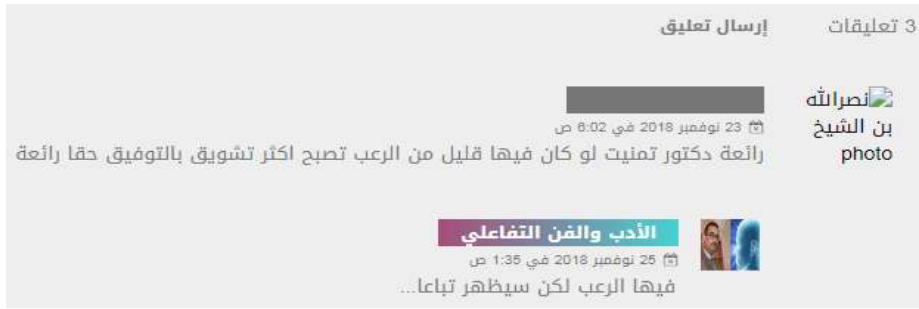 3 تعليقات
إرسال تعليق
نصرالله
بن الشيخ
photo
23 نوفمبر 2018 في 6:02 ص
رائعة دكتور تمنيت لو كان فيها قليل من الرعب تصبح اكثر تشويق بالتوفيق حقا رائعة
الأدب والفن التفاعلي
25 نوفمبر 2018 في 1:35 ص
فيها الرعب لكن سيظهر تباعا...